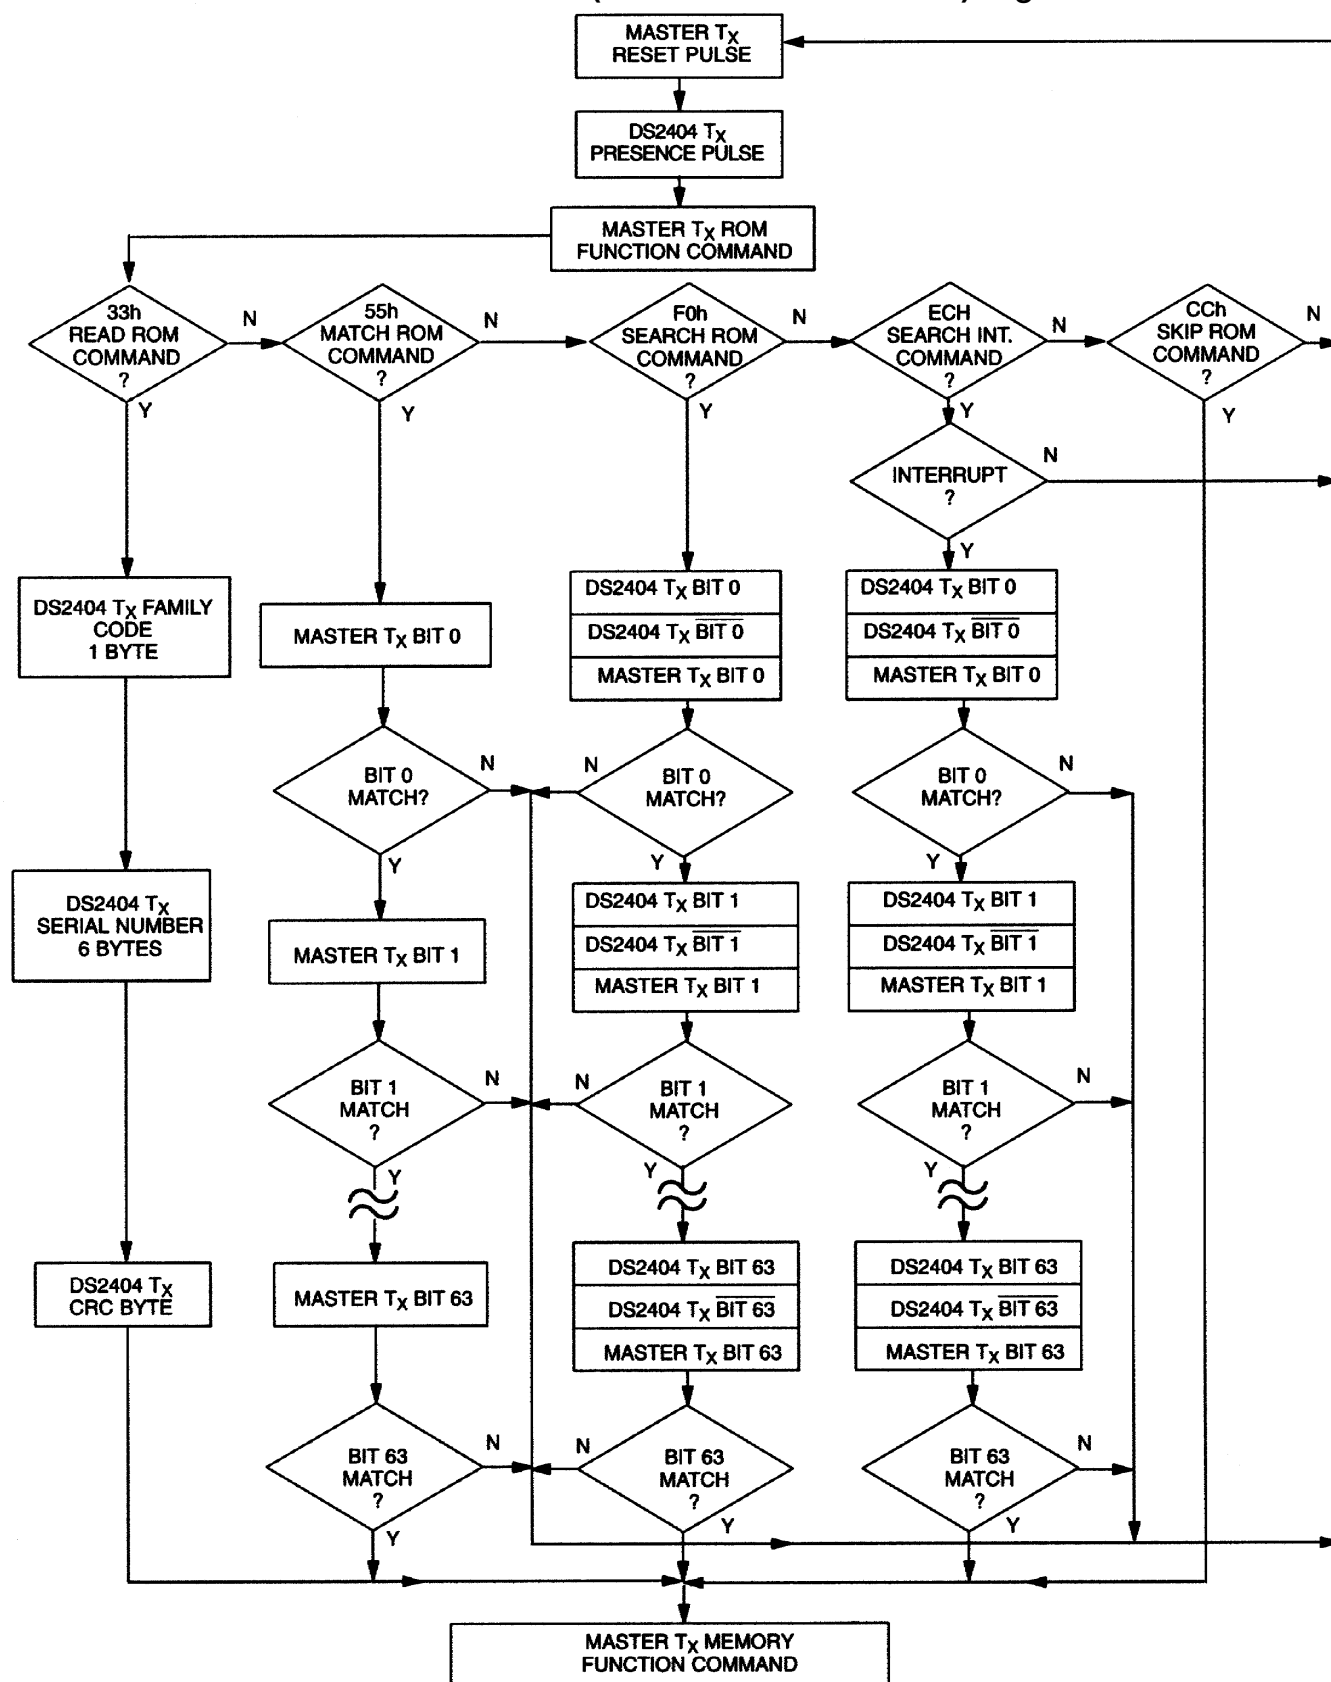 MASTER TX
RESET PULSE
DS2404 TX
PRESENCE PULSE
MASTER TX ROM
FUNCTION COMMAND
33h
READ ROM
COMMAND
?
N
Y
55h
MATCH ROM
COMMAND
?
N
Y
F0h
SEARCH ROM
COMMAND
?
N
Y
ECH
SEARCH INT.
COMMAND
?
N
Y
CCh
SKIP ROM
COMMAND
?
N
Y
INTERRUPT
?
N
Y
DS2404 TX FAMILY
CODE
1 BYTE
DS2404 TX
SERIAL NUMBER
6 BYTES
DS2404 TX
CRC BYTE
MASTER TX BIT 0
BIT 0
MATCH?
N
Y
MASTER TX BIT 1
BIT 1
MATCH
?
N
Y
MASTER TX BIT 63
BIT 63
MATCH
?
N
Y
DS2404 TX BIT 0
DS2404 TX BIT 0
MASTER TX BIT 0
BIT 0
MATCH?
N
Y
DS2404 TX BIT 1
DS2404 TX BIT 1
MASTER TX BIT 1
BIT 1
MATCH
?
N
Y
DS2404 TX BIT 63
DS2404 TX BIT 63
MASTER TX BIT 63
BIT 63
MATCH
?
N
Y
DS2404 TX BIT 0
DS2404 TX BIT 0
MASTER TX BIT 0
BIT 0
MATCH?
N
Y
DS2404 TX BIT 1
DS2404 TX BIT 1
MASTER TX BIT 1
BIT 1
MATCH
?
N
Y
DS2404 TX BIT 63
DS2404 TX BIT 63
MASTER TX BIT 63
BIT 63
MATCH
?
N
Y
MASTER TX MEMORY
FUNCTION COMMAND